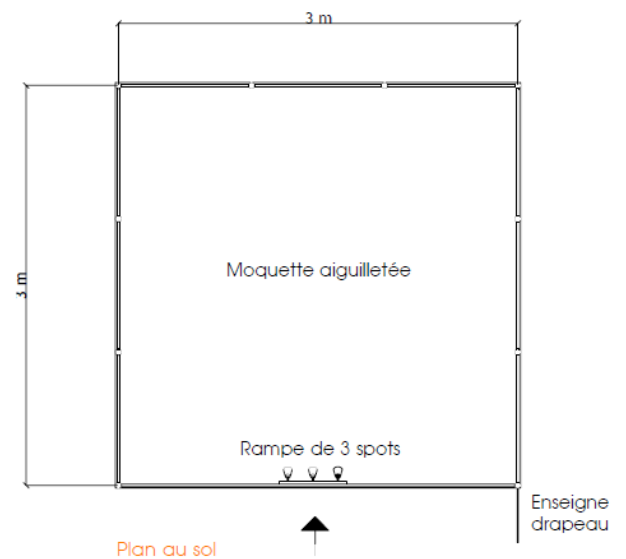 3 m
3 m
Moquette aiguilletée
Rampe de 3 spots
Enseigne
drapeau
Plan au sol